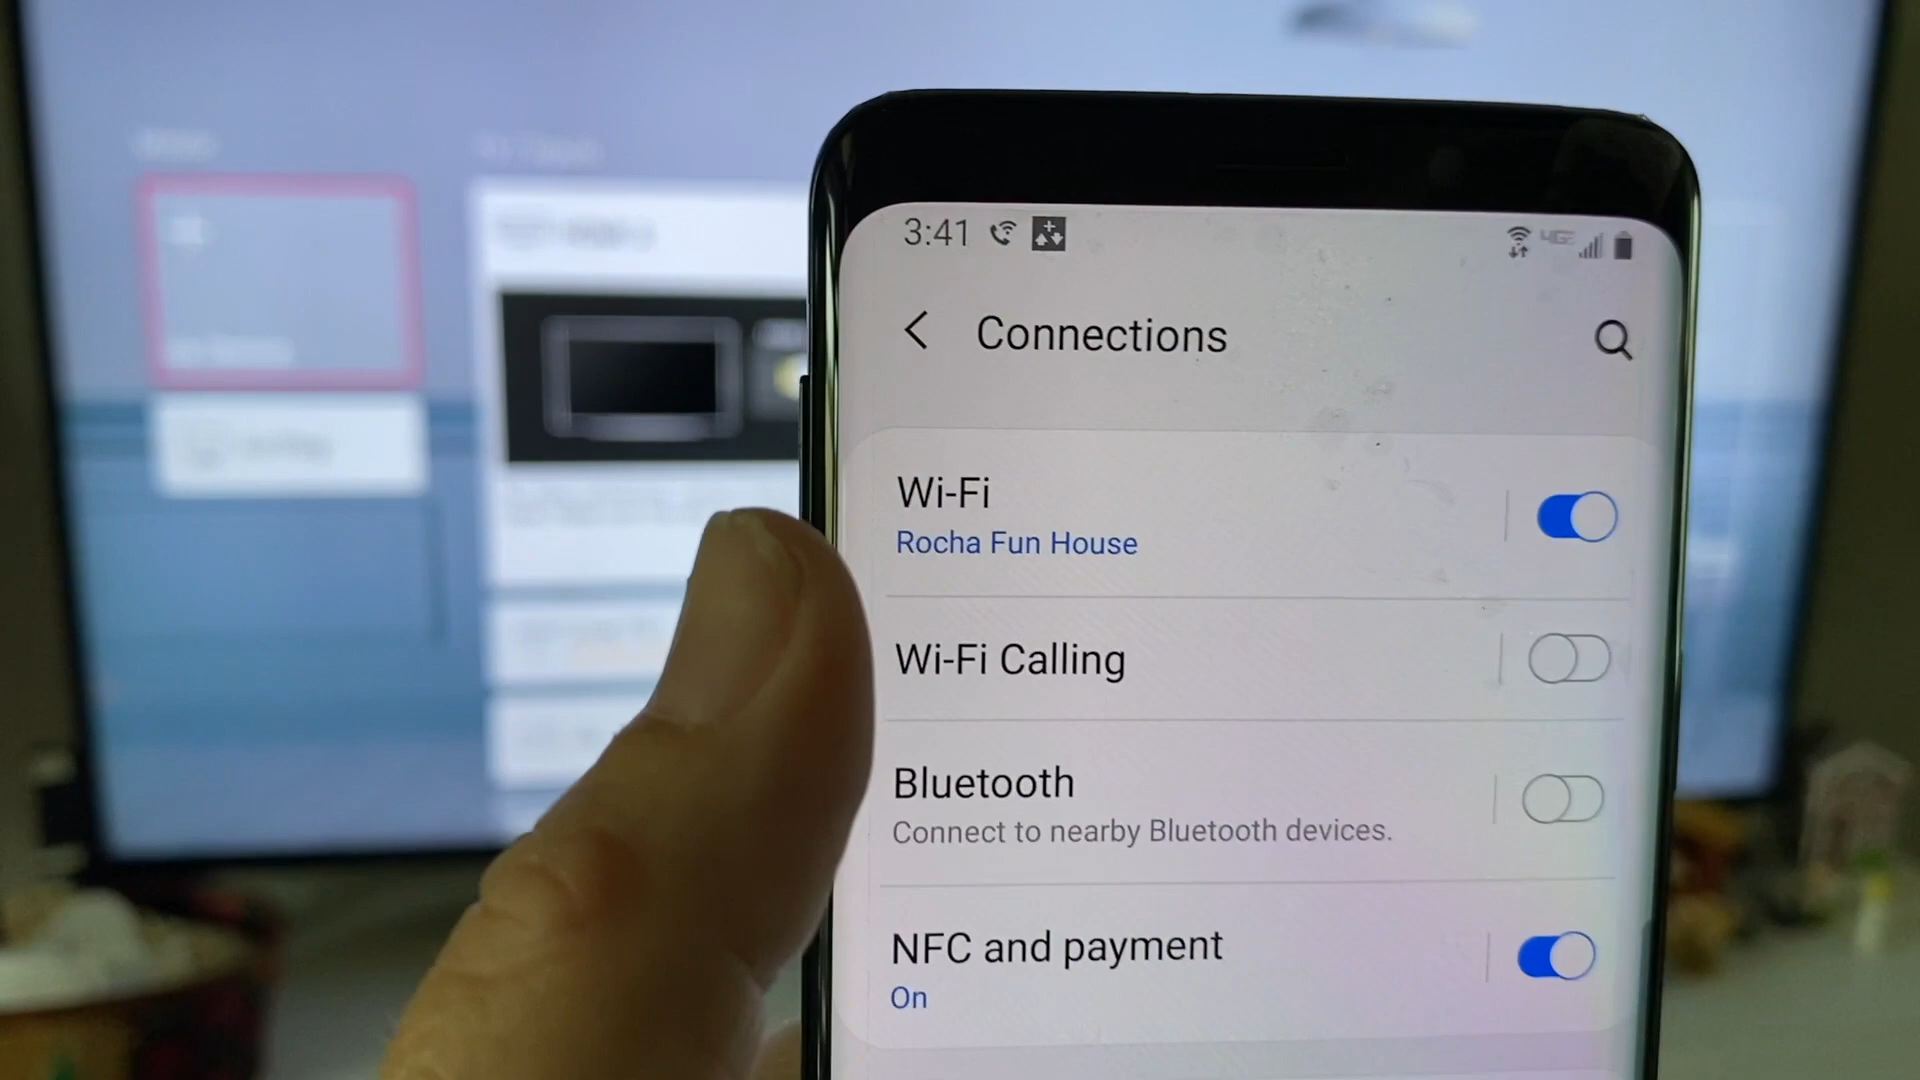 3:41
Connections
Wi-Fi
Rocha Fun House
Wi-Fi Calling
Bluetooth
Connect to nearby Bluetooth devices.
NFC and payment
On